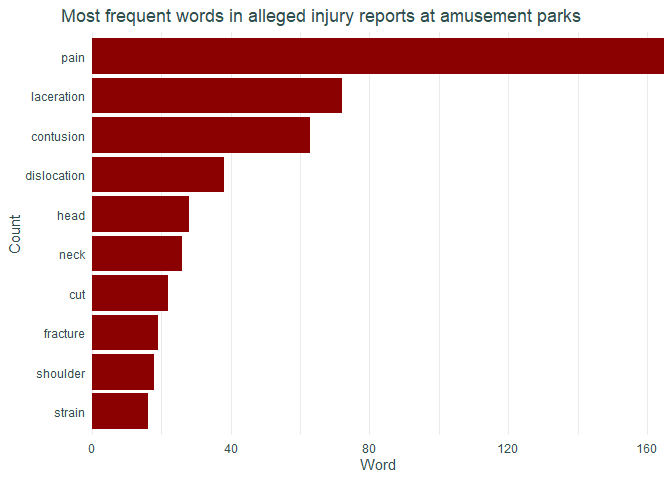 Most frequent words in alleged injury reports at amusement parks
pain
laceration
contusion
dislocation
head
neck
cut
fracture
shoulder
strain
Count
0 40 80 120 160
Word